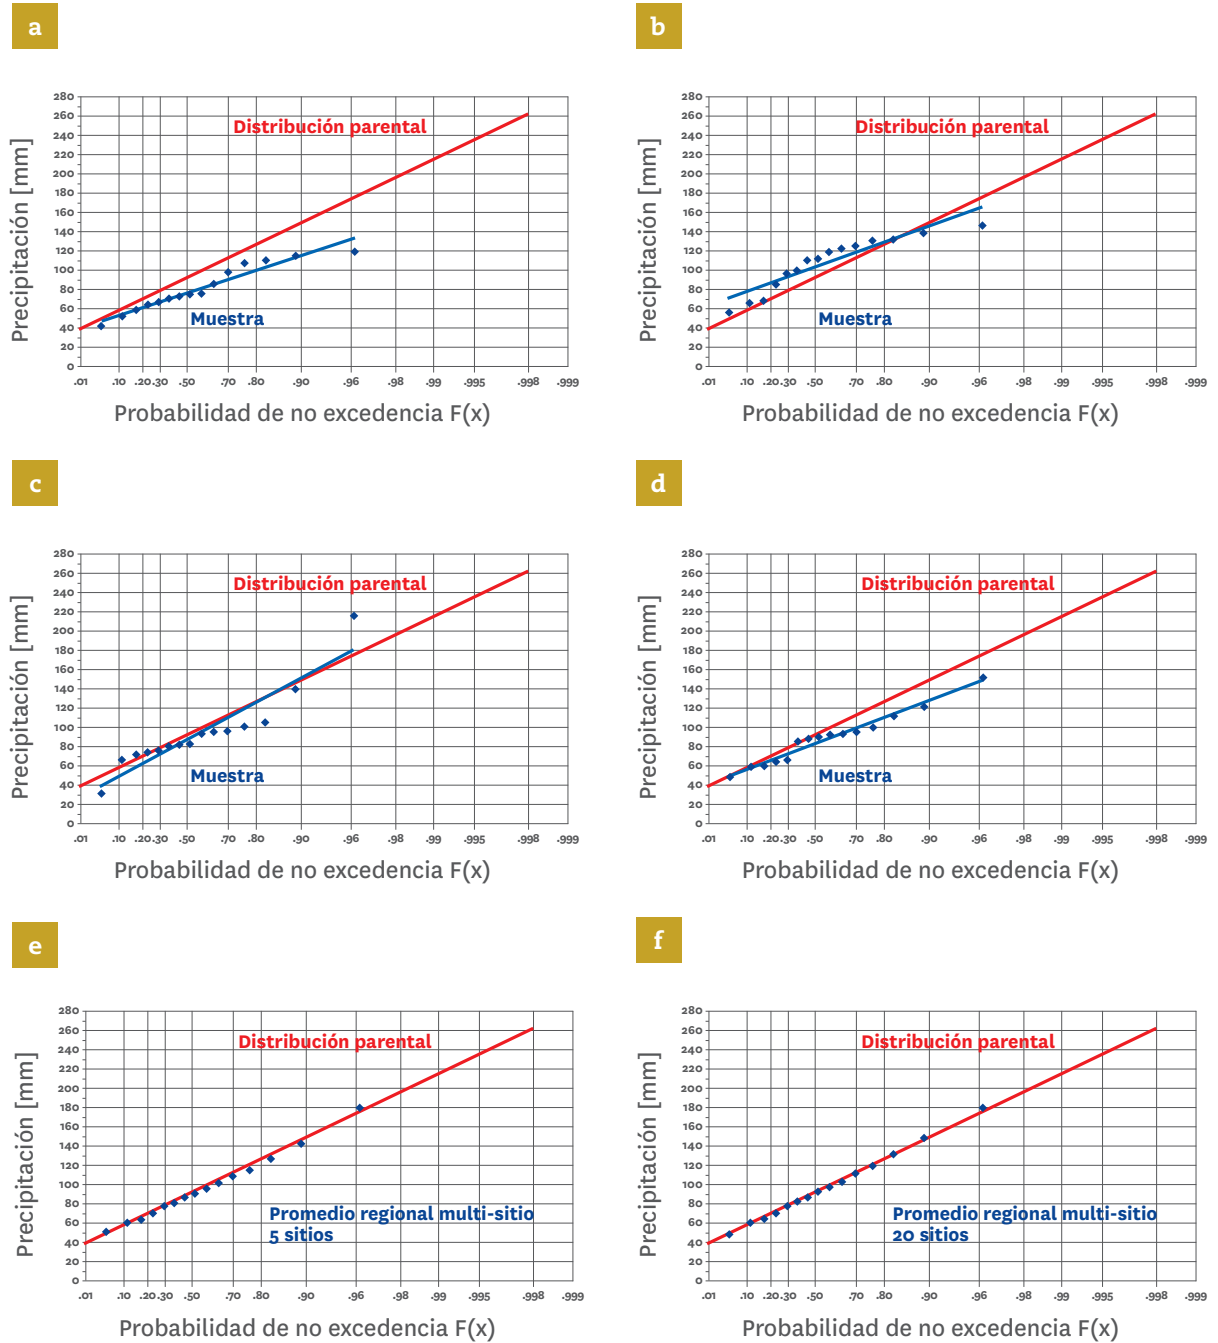 a
280
260
240
220
200
180
160
140
120
100
80
60
40
20
0
Precipitación [mm]
Distribución parental
Muestra
.01 .10 .20 .30 .50 .70 .80 .90 .96 .98 .99 .995 .998 .999
Probabilidad de no excedencia F(x)
b
280
260
240
220
200
180
160
140
120
100
80
60
40
20
0
Precipitación [mm]
Distribución parental
Muestra
.01 .10 .20 .30 .50 .70 .80 .90 .96 .98 .99 .995 .998 .999
Probabilidad de no excedencia F(x)
c
280
260
240
220
200
180
160
140
120
100
80
60
40
20
0
Precipitación [mm]
Distribución parental
Muestra
.01 .10 .20 .30 .50 .70 .80 .90 .96 .98 .99 .995 .998 .999
Probabilidad de no excedencia F(x)
d
280
260
240
220
200
180
160
140
120
100
80
60
40
20
0
Precipitación [mm]
Distribución parental
Muestra
.01 .10 .20 .30 .50 .70 .80 .90 .96 .98 .99 .995 .998 .999
Probabilidad de no excedencia F(x)
e
280
260
240
220
200
180
160
140
120
100
80
60
40
20
0
Precipitación [mm]
Distribución parental
Promedio regional multi-sitio
5 sitios
.01 .10 .20 .30 .50 .70 .80 .90 .96 .98 .99 .995 .998 .999
Probabilidad de no excedencia F(x)
f
280
260
240
220
200
180
160
140
120
100
80
60
40
20
0
Precipitación [mm]
Distribución parental
Promedio regional multi-sitio
20 sitios
.01 .10 .20 .30 .50 .70 .80 .90 .96 .98 .99 .995 .998 .999
Probabilidad de no excedencia F(x)